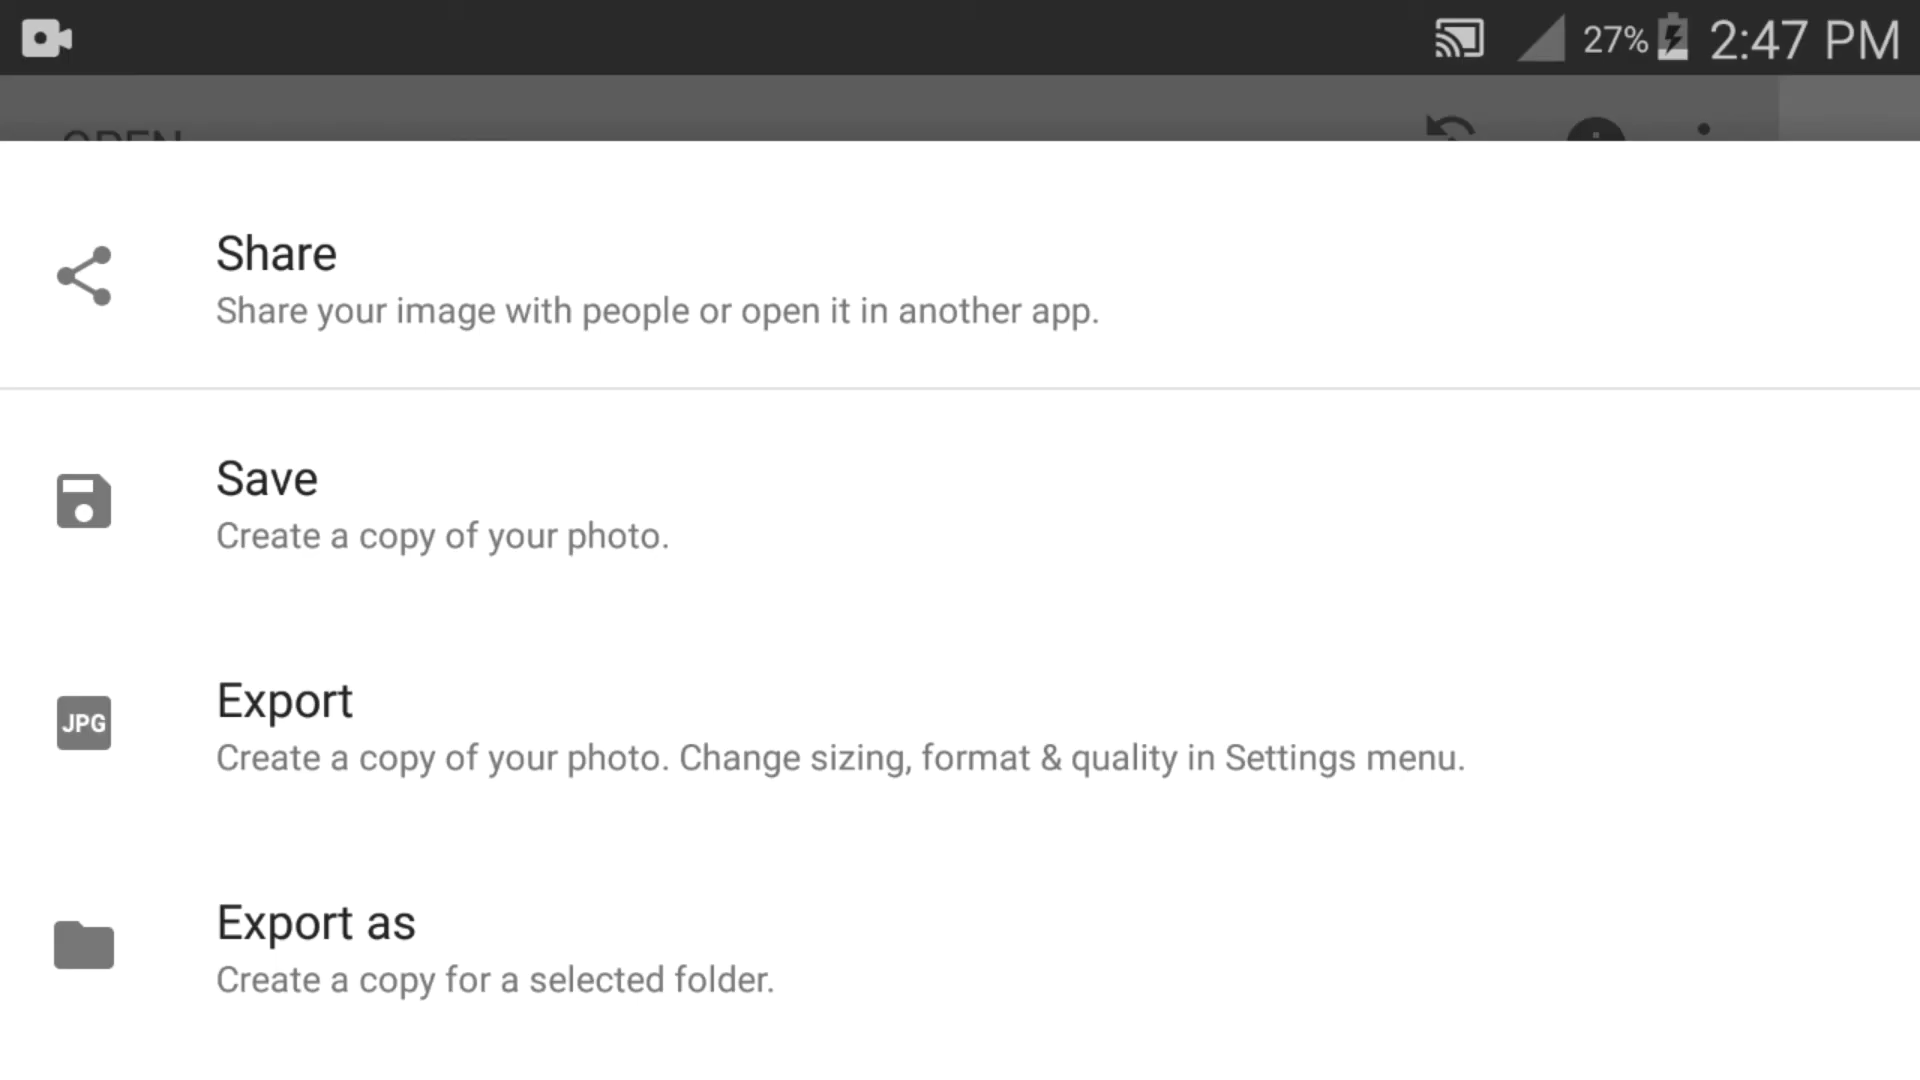 27% 2:47 PM
OPEN
Share
Share your image with people or open it in another app.
Save
Create a copy of your photo.
JPG
Export
Create a copy of your photo. Change sizing, format & quality in Settings menu.
Export as
Create a copy for a selected folder.